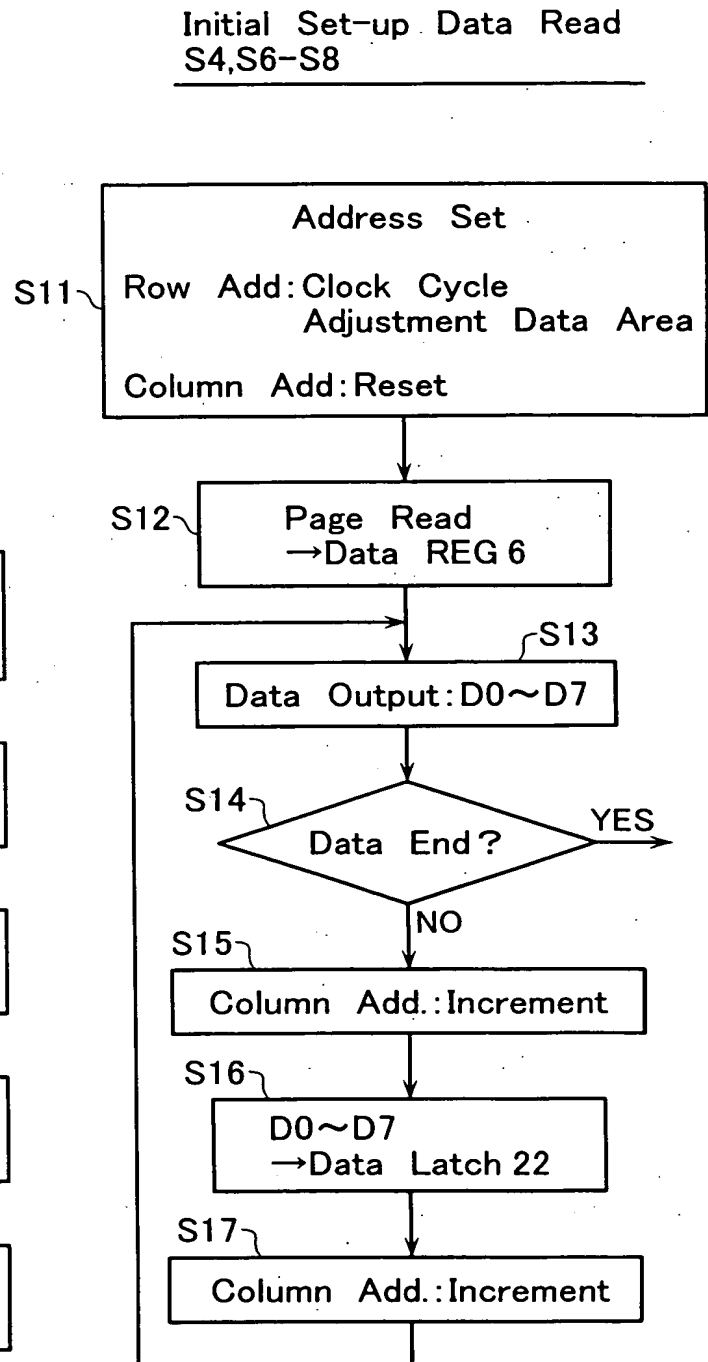 Initial Set-up Data Read
S4,S6-S8
Address Set
S11
Row Add:Clock Cycle
Adjustment Data Area
Column Add:Reset
S12
Page Read
→Data REG 6
S13
Data Output:D0～D7
S14
Data End?
YES
NO
S15
Column Add.:Increment
S16
D0～D7
→Data Latch 22
S17
Column Add.:Increment